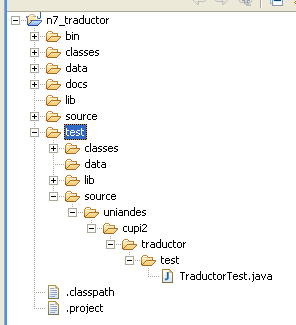 n7_traductor
bin
classes
data
docs
lib
source
test
classes
data
lib
source
uniandes
cupi2
traductor
test
TraductorTest.java
.classpath
.project